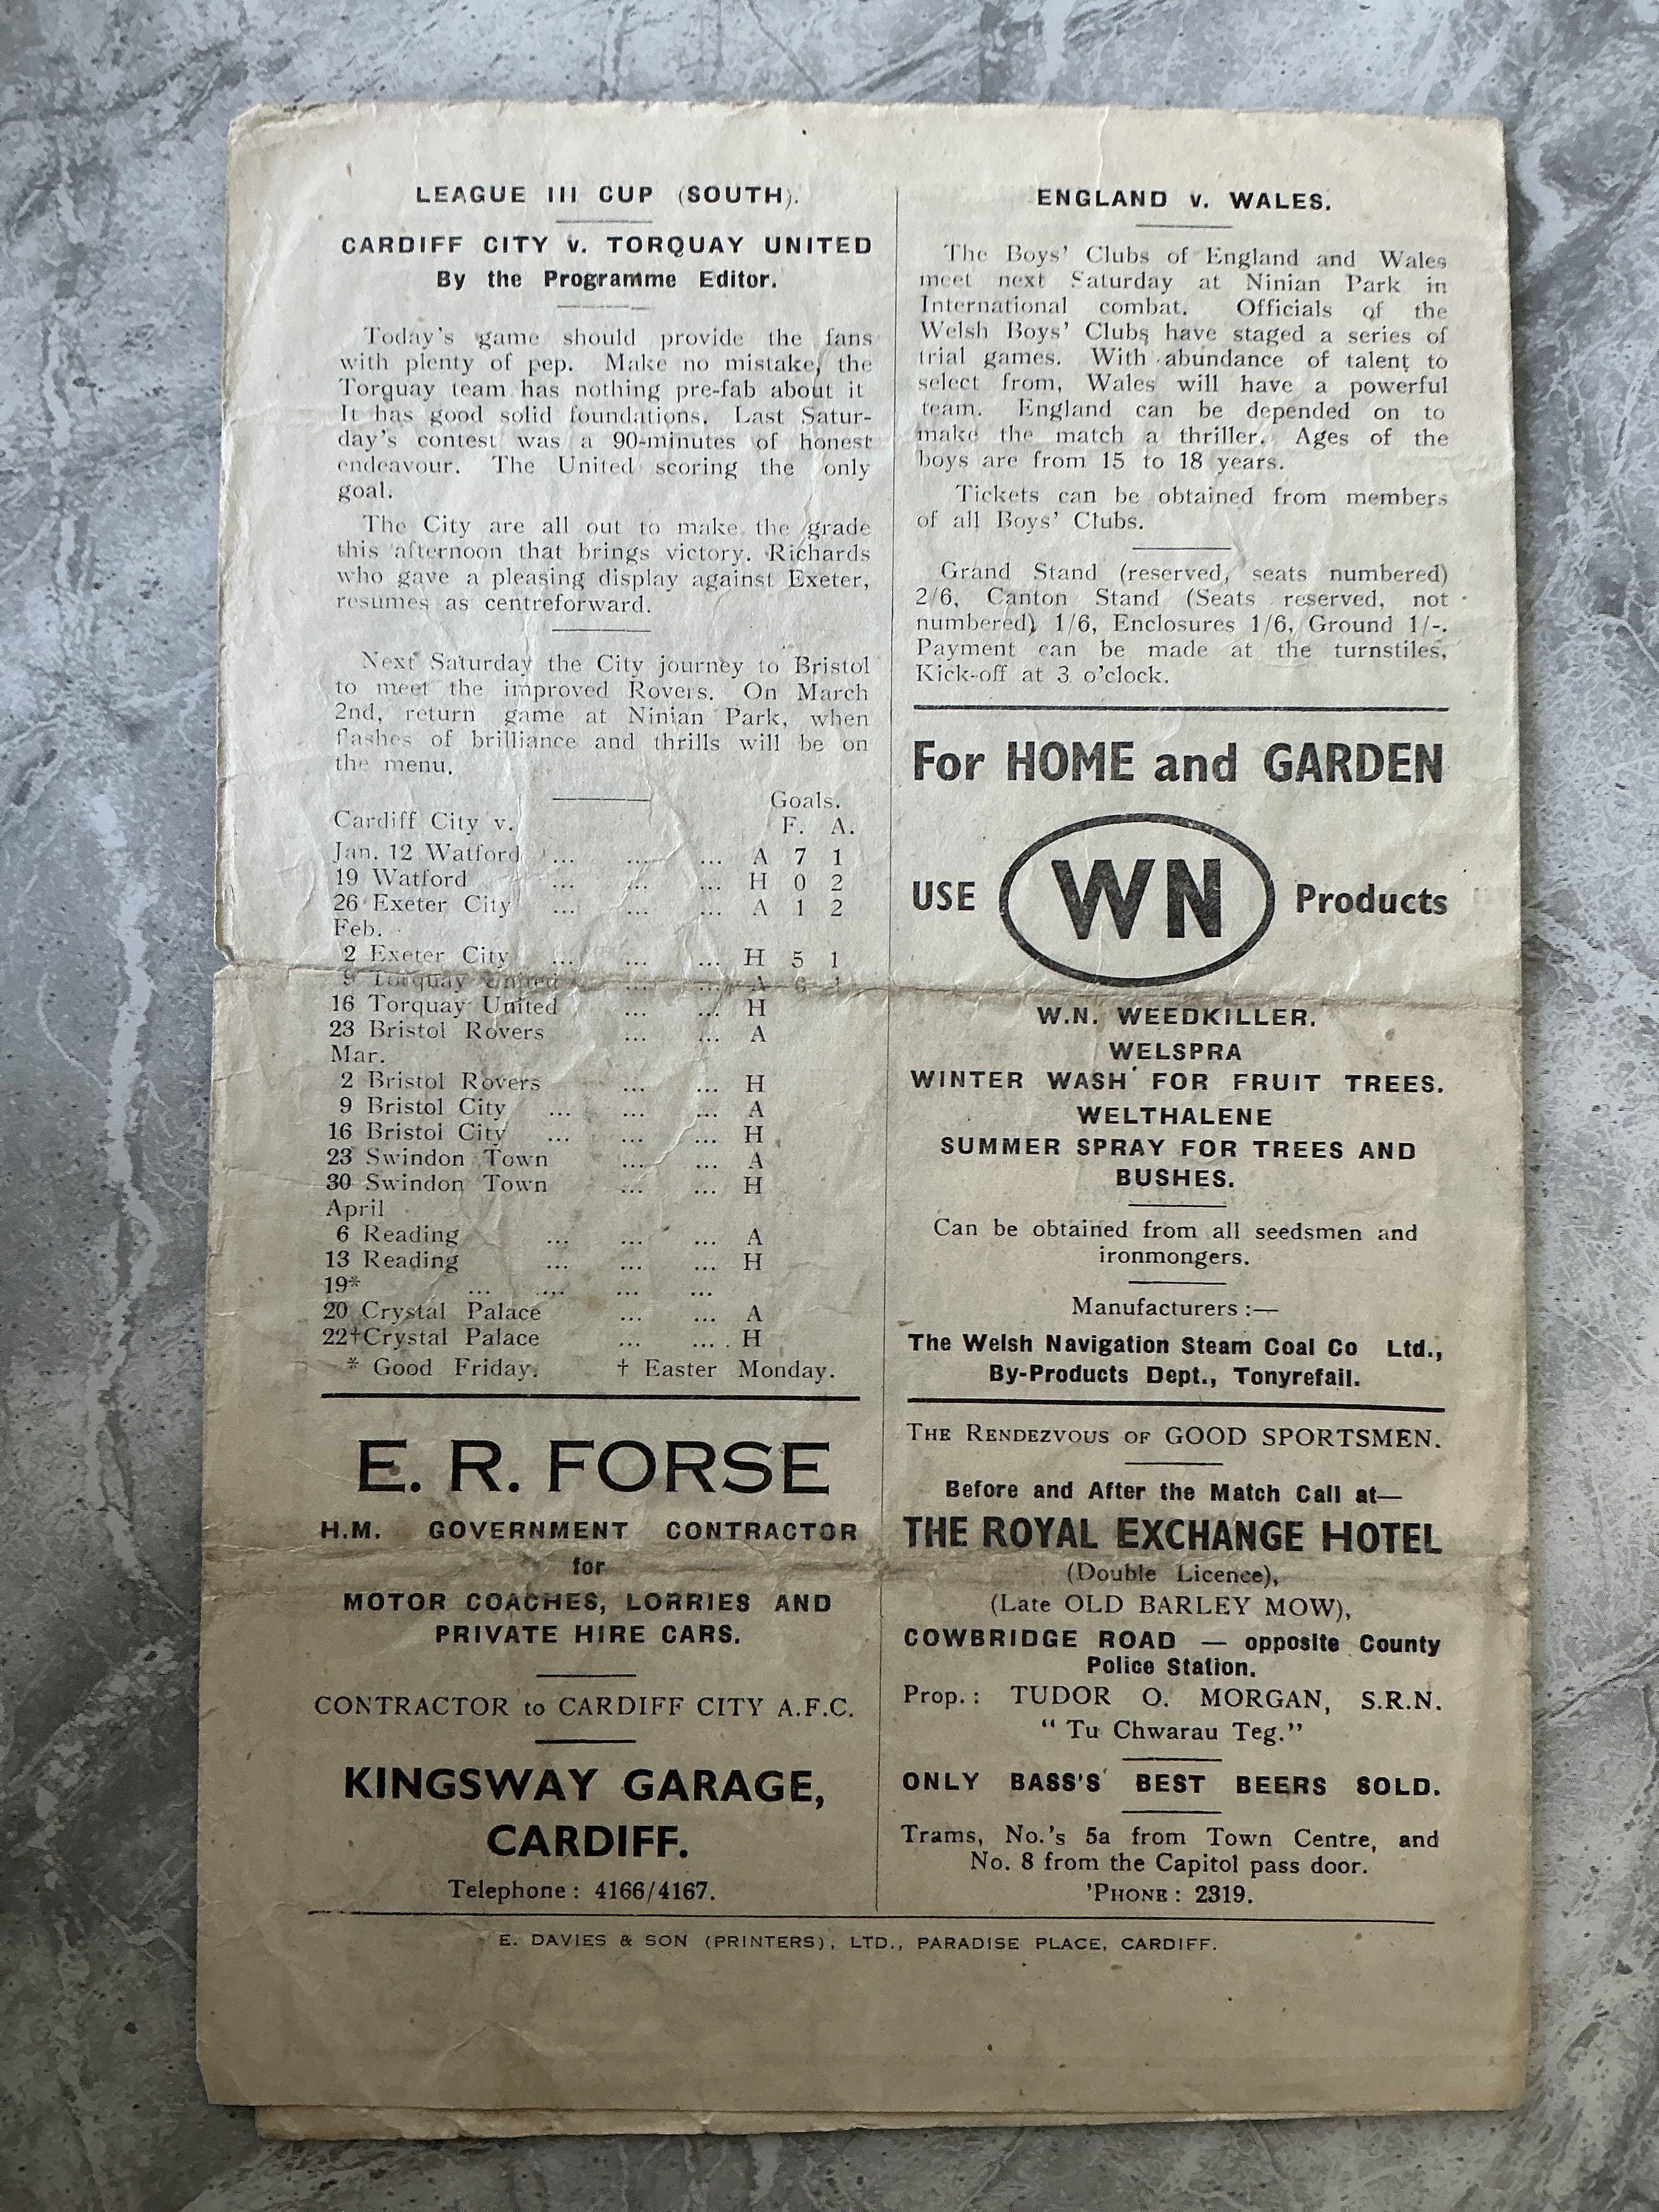 LEAGUE III CUP (SOUTH).
CARDIFF CITY v. TORQUAY UNITED
By the Programme Editor.
Today's game should provide the fans
with plenty of pep. Make no mistake, the
Torquay team has nothing pre-fab about it
It has good solid foundations. Last Satur-
day's contest was a 90-minutes of honest
endeavour. The United scoring the only
goal.
The City are all out to make the grade
this afternoon that brings victory. Richards
who gave a pleasing display against Exeter,
resumes as centreforward.
Next Saturday the City journey to Bristol
to meet the improved Rovers. On March
2nd, return game at Ninian Park, when
flashes of brilliance and thrills will be on
the menu.
Goals.
Cardiff City v. F. A.
Jan. 12 Watford ... ... ... A 7 1
19 Watford ... ... ... H 0 2
26 Exeter City ... ... ... A 1 2
Feb.
2 Exeter City ... ... ... H 5 1
9 Torquay United ... ... A 0 1
16 Torquay United ... ... H
23 Bristol Rovers ... ... A
Mar.
2 Bristol Rovers ... ... H
9 Bristol City ... ... ... A
16 Bristol City ... ... ... H
23 Swindon Town ... ... A
30 Swindon Town ... ... H
April
6 Reading ... ... ... A
13 Reading ... ... ... H
19* ... .... ... ...
20 Crystal Palace ... ... A
22†Crystal Palace ... ... . H
* Good Friday. † Easter Monday.
E. R. FORSE
H.M. GOVERNMENT CONTRACTOR
for
MOTOR COACHES, LORRIES AND
PRIVATE HIRE CARS.
CONTRACTOR to CARDIFF CITY A.F.C.
KINGSWAY GARAGE,
CARDIFF.
Telephone : 4166/4167.
ENGLAND v. WALES.
The Boys' Clubs of England and Wales
meet next Saturday at Ninian Park in
International combat. Officials of the
Welsh Boys' Clubs have staged a series of
trial games. With abundance of talent to
select from, Wales will have a powerful
team. England can be depended on to
make the match a thriller. Ages of the
boys are from 15 to 18 years.
Tickets can be obtained from members
of all Boys' Clubs.
Grand Stand (reserved, seats numbered)
2/6, Canton Stand (Seats reserved, not
numbered) 1/6, Enclosures 1/6, Ground 1/-.
Payment can be made at the turnstiles,
Kick-off at 3 o'clock.
For HOME and GARDEN
USE WN Products
W.N. WEEDKILLER.
WELSPRA
WINTER WASH FOR FRUIT TREES.
WELTHALENE
SUMMER SPRAY FOR TREES AND
BUSHES.
Can be obtained from all seedsmen and
ironmongers.
Manufacturers :—
The Welsh Navigation Steam Coal Co Ltd.,
By-Products Dept., Tonyrefail.
THE RENDEZVOUS OF GOOD SPORTSMEN.
Before and After the Match Call at—
THE ROYAL EXCHANGE HOTEL
(Double Licence),
(Late OLD BARLEY MOW),
COWBRIDGE ROAD — opposite County
Police Station.
Prop. : TUDOR O. MORGAN, S.R.N.
" Tu Chwarau Teg."
ONLY BASS'S BEST BEERS SOLD.
Trams, No.'s 5a from Town Centre, and
No. 8 from the Capitol pass door.
'PHONE : 2319.
E. DAVIES & SON (PRINTERS), LTD., PARADISE PLACE, CARDIFF.